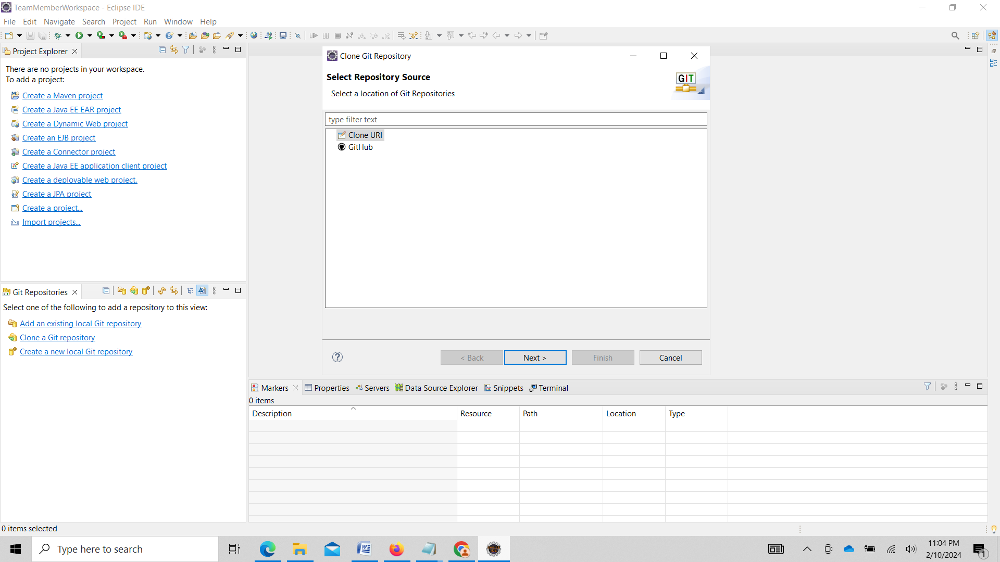 TeamMemberWorkspace - Eclipse IDE
File Edit Navigate Search Project Run Window Help
Project Explorer
There are no projects in your workspace.
To add a project:
Create a Maven project
Create a Java EE EAR project
Create a Dynamic Web project
Create an EJB project
Create a Connector project
Create a Java EE application client project
Create a deployable web project.
Create a JPA project
Create a project...
Import projects...
Git Repositories
Select one of the following to add a repository to this view:
Add an existing local Git repository
Clone a Git repository
Create a new local Git repository
Clone Git Repository
Select Repository Source
Select a location of Git Repositories
GIT
type filter text
Clone URI
GitHub
< Back Next > Finish Cancel
Markers Properties Servers Data Source Explorer Snippets Terminal
0 items
Description Resource Path Location Type
0 items selected
Type here to search
11:04 PM
2/10/2024
1